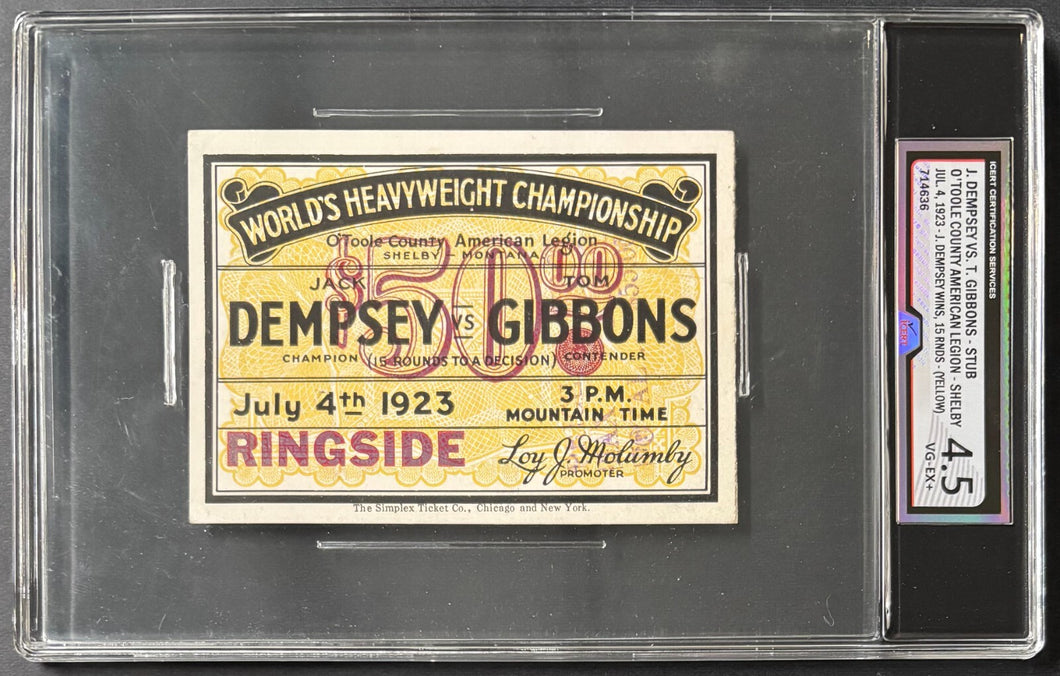 WORLD'S HEAVYWEIGHT CHAMPIONSHIP
O'Toole County American Legion
SHELBY - MONTANA
$50.00
JACK TOM
DEMPSEY VS GIBBONS
CHAMPION (15 ROUNDS TO A DECISION) CONTENDER
July 4th 1923
3 P.M.
MOUNTAIN TIME
RINGSIDE
Loy J. Molumby
PROMOTER
The Simplex Ticket Co., Chicago and New York.
ICERT CERTIFICATION SERVICES
J. DEMPSEY VS. T. GIBBONS - STUB
O'TOOLE COUNTY AMERICAN LEGION - SHELBY
JUL. 4, 1923 - J. DEMPSEY WINS, 15 RNDS - (YELLOW)
714636
4.5
VG-EX+
ICERT